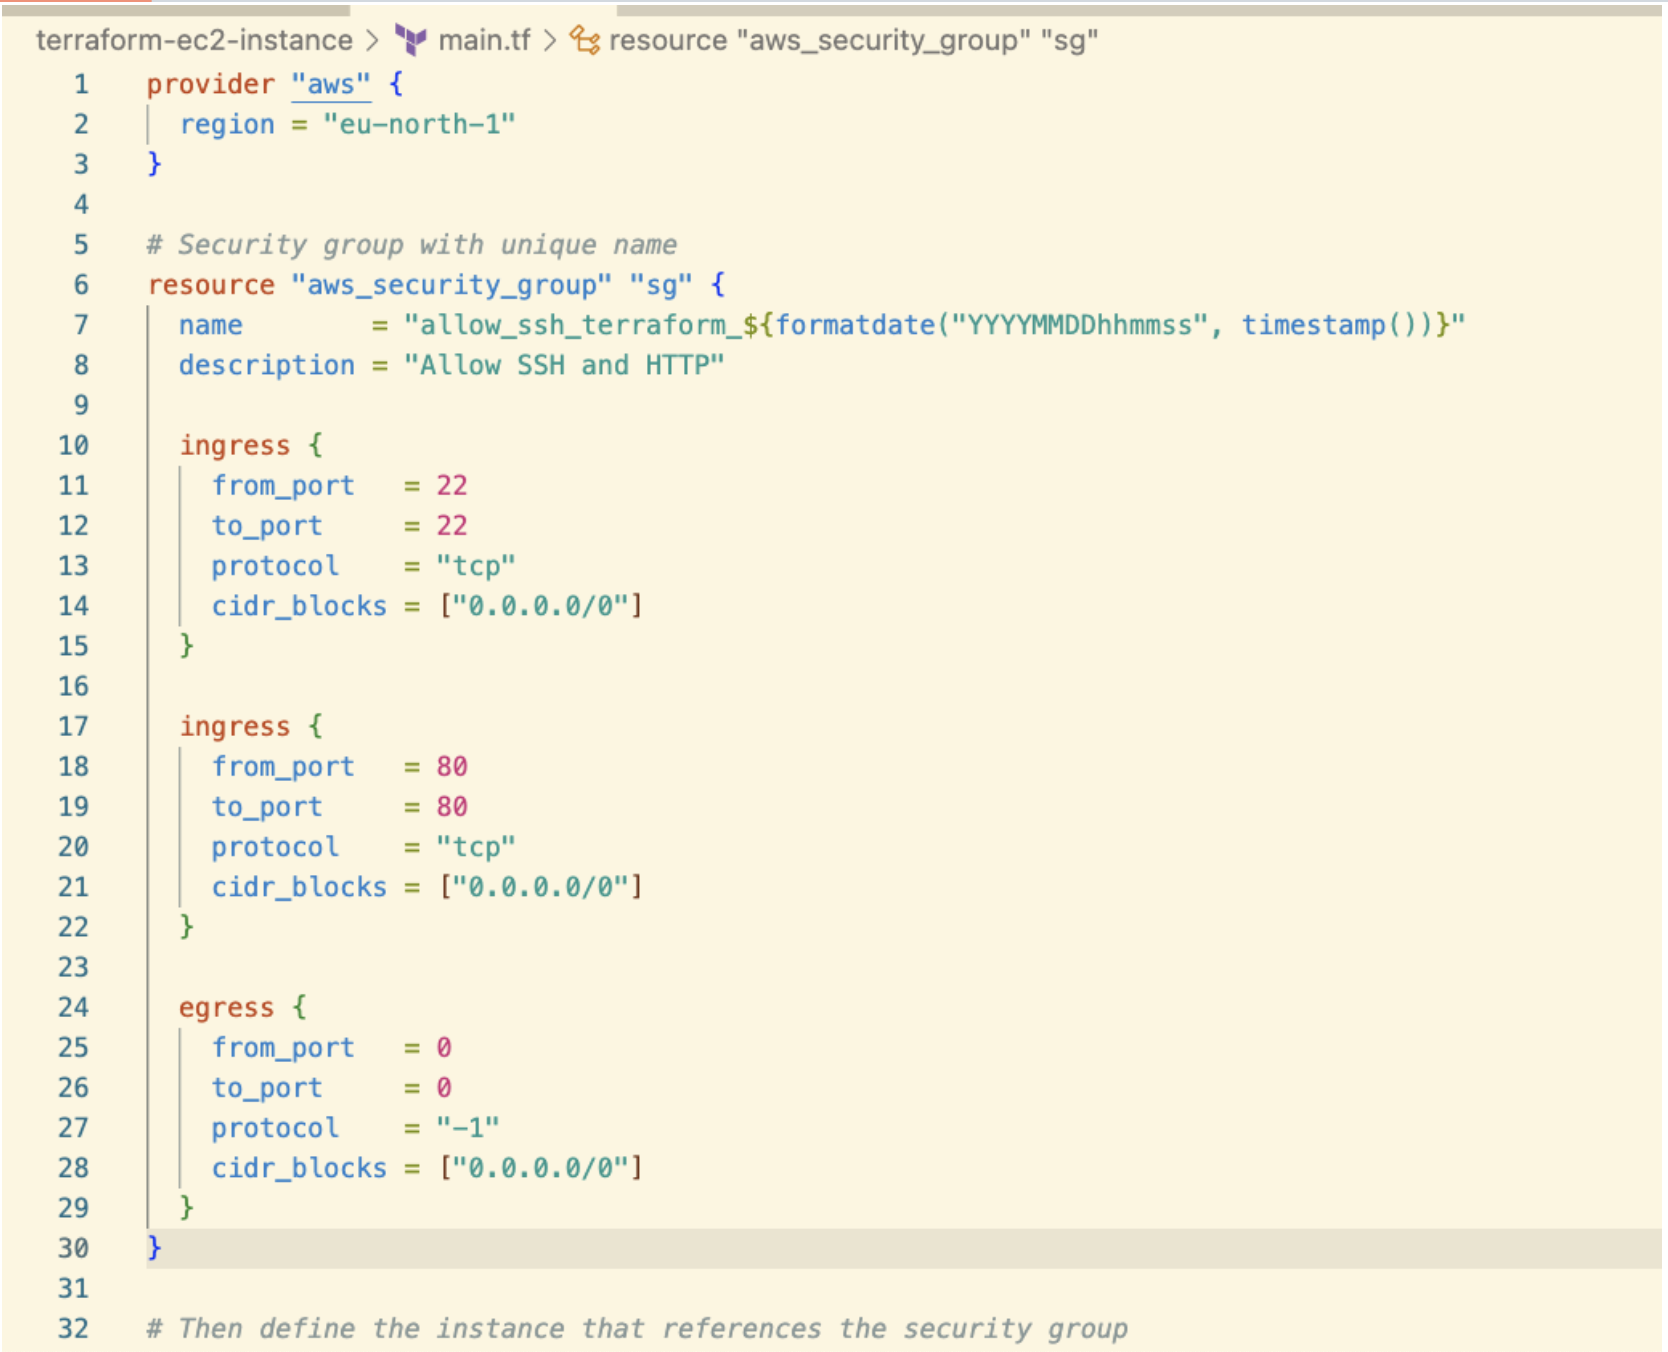 terraform-ec2-instance > main.tf > resource "aws_security_group" "sg"
1 provider "aws" {
2   region = "eu-north-1"
3 }
4
5 # Security group with unique name
6 resource "aws_security_group" "sg" {
7   name        = "allow_ssh_terraform_${formatdate("YYYYMMDDhhmmss", timestamp())}"
8   description = "Allow SSH and HTTP"
9
10   ingress {
11     from_port   = 22
12     to_port     = 22
13     protocol    = "tcp"
14     cidr_blocks = ["0.0.0.0/0"]
15   }
16
17   ingress {
18     from_port   = 80
19     to_port     = 80
20     protocol    = "tcp"
21     cidr_blocks = ["0.0.0.0/0"]
22   }
23
24   egress {
25     from_port   = 0
26     to_port     = 0
27     protocol    = "-1"
28     cidr_blocks = ["0.0.0.0/0"]
29   }
30 }
31
32 # Then define the instance that references the security group